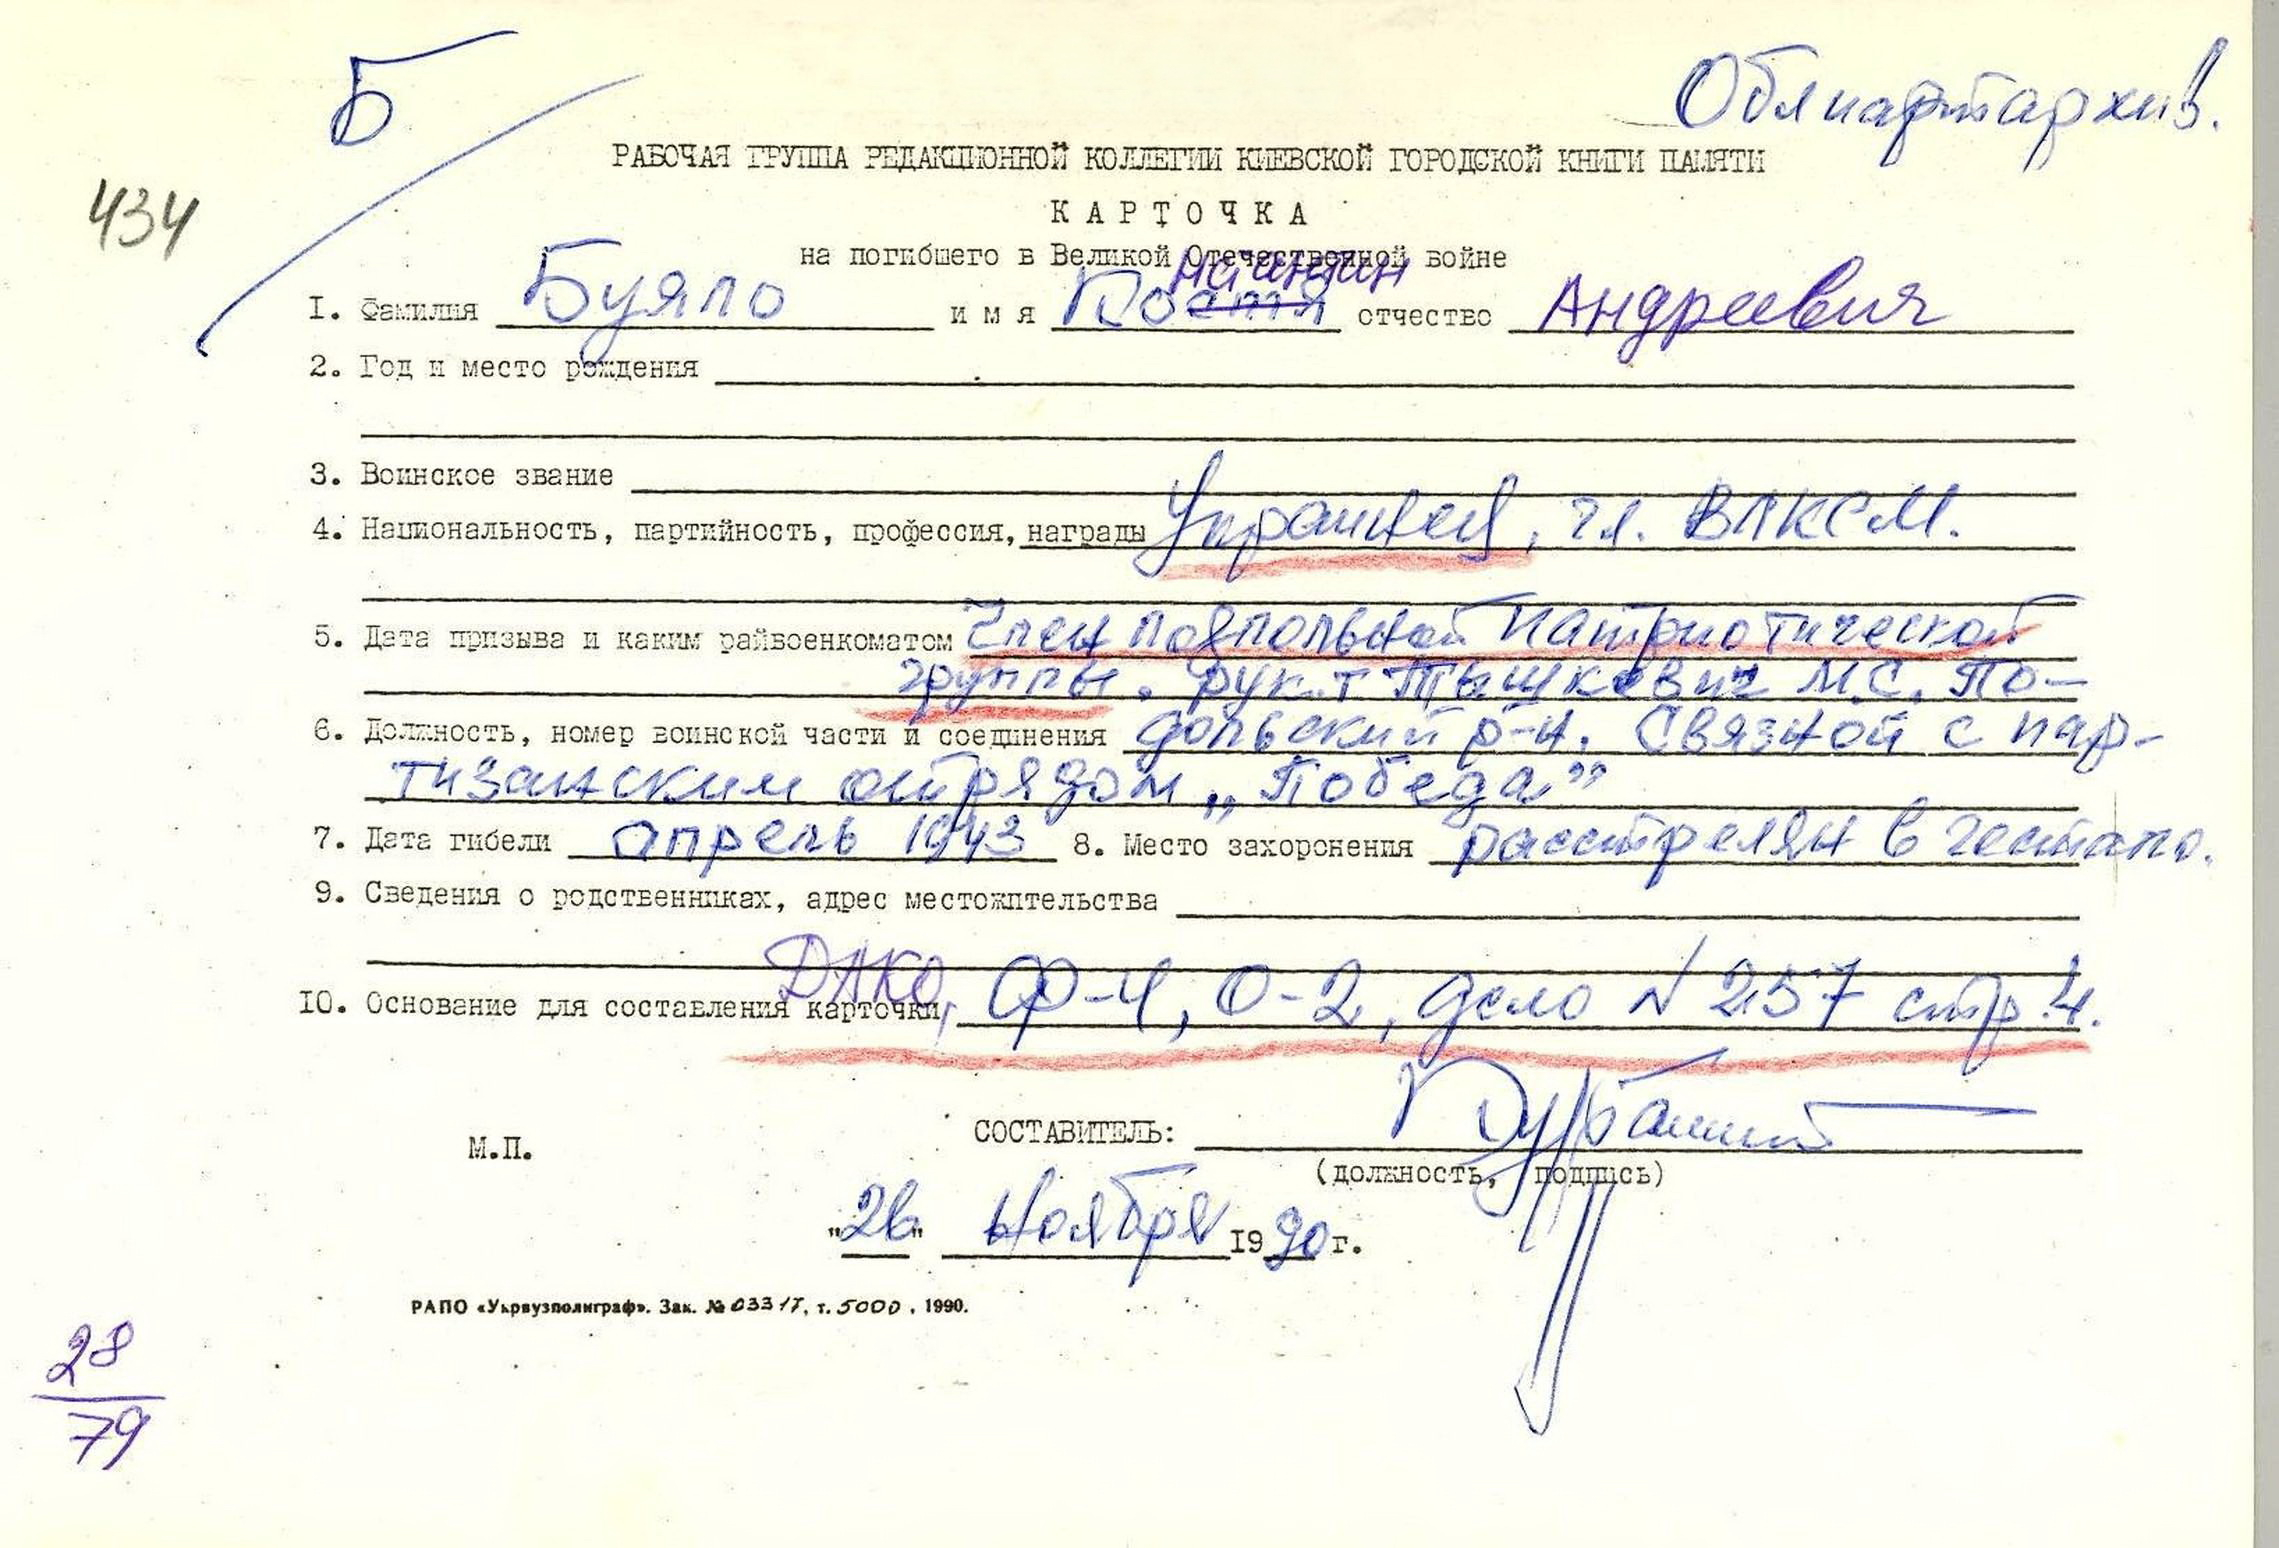 Б
Облпартархив.
434
РАБОЧАЯ ГРУППА РЕДАКЦИОННОЙ КОЛЛЕГИИ КИЕВСКОЙ ГОРОДСКОЙ КНИГИ ПАМЯТИ
КАРТОЧКА
на погибшего в Великой Отечественной войне
1. Фамилия Буяло имя Костя отчество Андреевич
2. Год и место рождения
3. Воинское звание
4. Национальность, партийность, профессия, награды Украинец, чл. ВЛКСМ.
5. Дата призыва и каким райвоенкоматом Член подпольной патриотической
группы. рук. т Тышкевич М.С. По-
6. Должность, номер воинской части и соединения дольский р-н. Связной с пар-
тизанским отрядом „Победа"
7. Дата гибели апрель 1943 8. Место захоронения расстрелян в гестапо.
9. Сведения о родственниках, адрес местожительства
10. Основание для составления карточки ДАКО, Ф-4, О-2, дело №257 стр.4.
СОСТАВИТЕЛЬ:
М.П.
(должность, подпись)
"26" ноября 1990 г.
РАПО «Укрвузполиграф». Зак. № 03317, т. 5000, 1990.
28
79